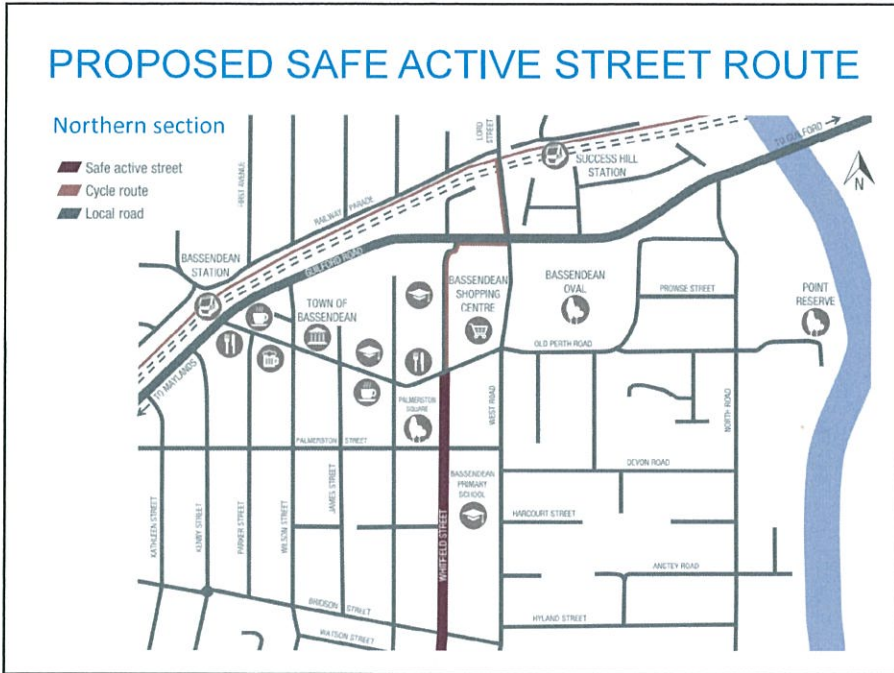 PROPOSED SAFE ACTIVE STREET ROUTE
Northern section
Safe active street
Cycle route
Local road
LORD
STREET
TO GUILFORD
SUCCESS HILL
STATION
N
RAILWAY PARADE
BASSENDEAN
STATION
GUILFORD ROAD
TOWN OF
BASSENDEAN
BASSENDEAN
SHOPPING
CENTRE
BASSENDEAN
OVAL
PROWSE STREET
POINT
RESERVE
OLD PERTH ROAD
TO MAYLANDS
PALMERSTON
SQUARE
WEST ROAD
NORTH ROAD
PALMERSTON STREET
DEVON ROAD
BASSENDEAN
PRIMARY
SCHOOL
KATHLEEN STREET
KENNY STREET
PARKER STREET
WILSON STREET
JAMES STREET
WHITFIELD STREET
HARCOURT STREET
ANSTEY ROAD
BRIDSON STREET
HYLAND STREET
WATSON STREET